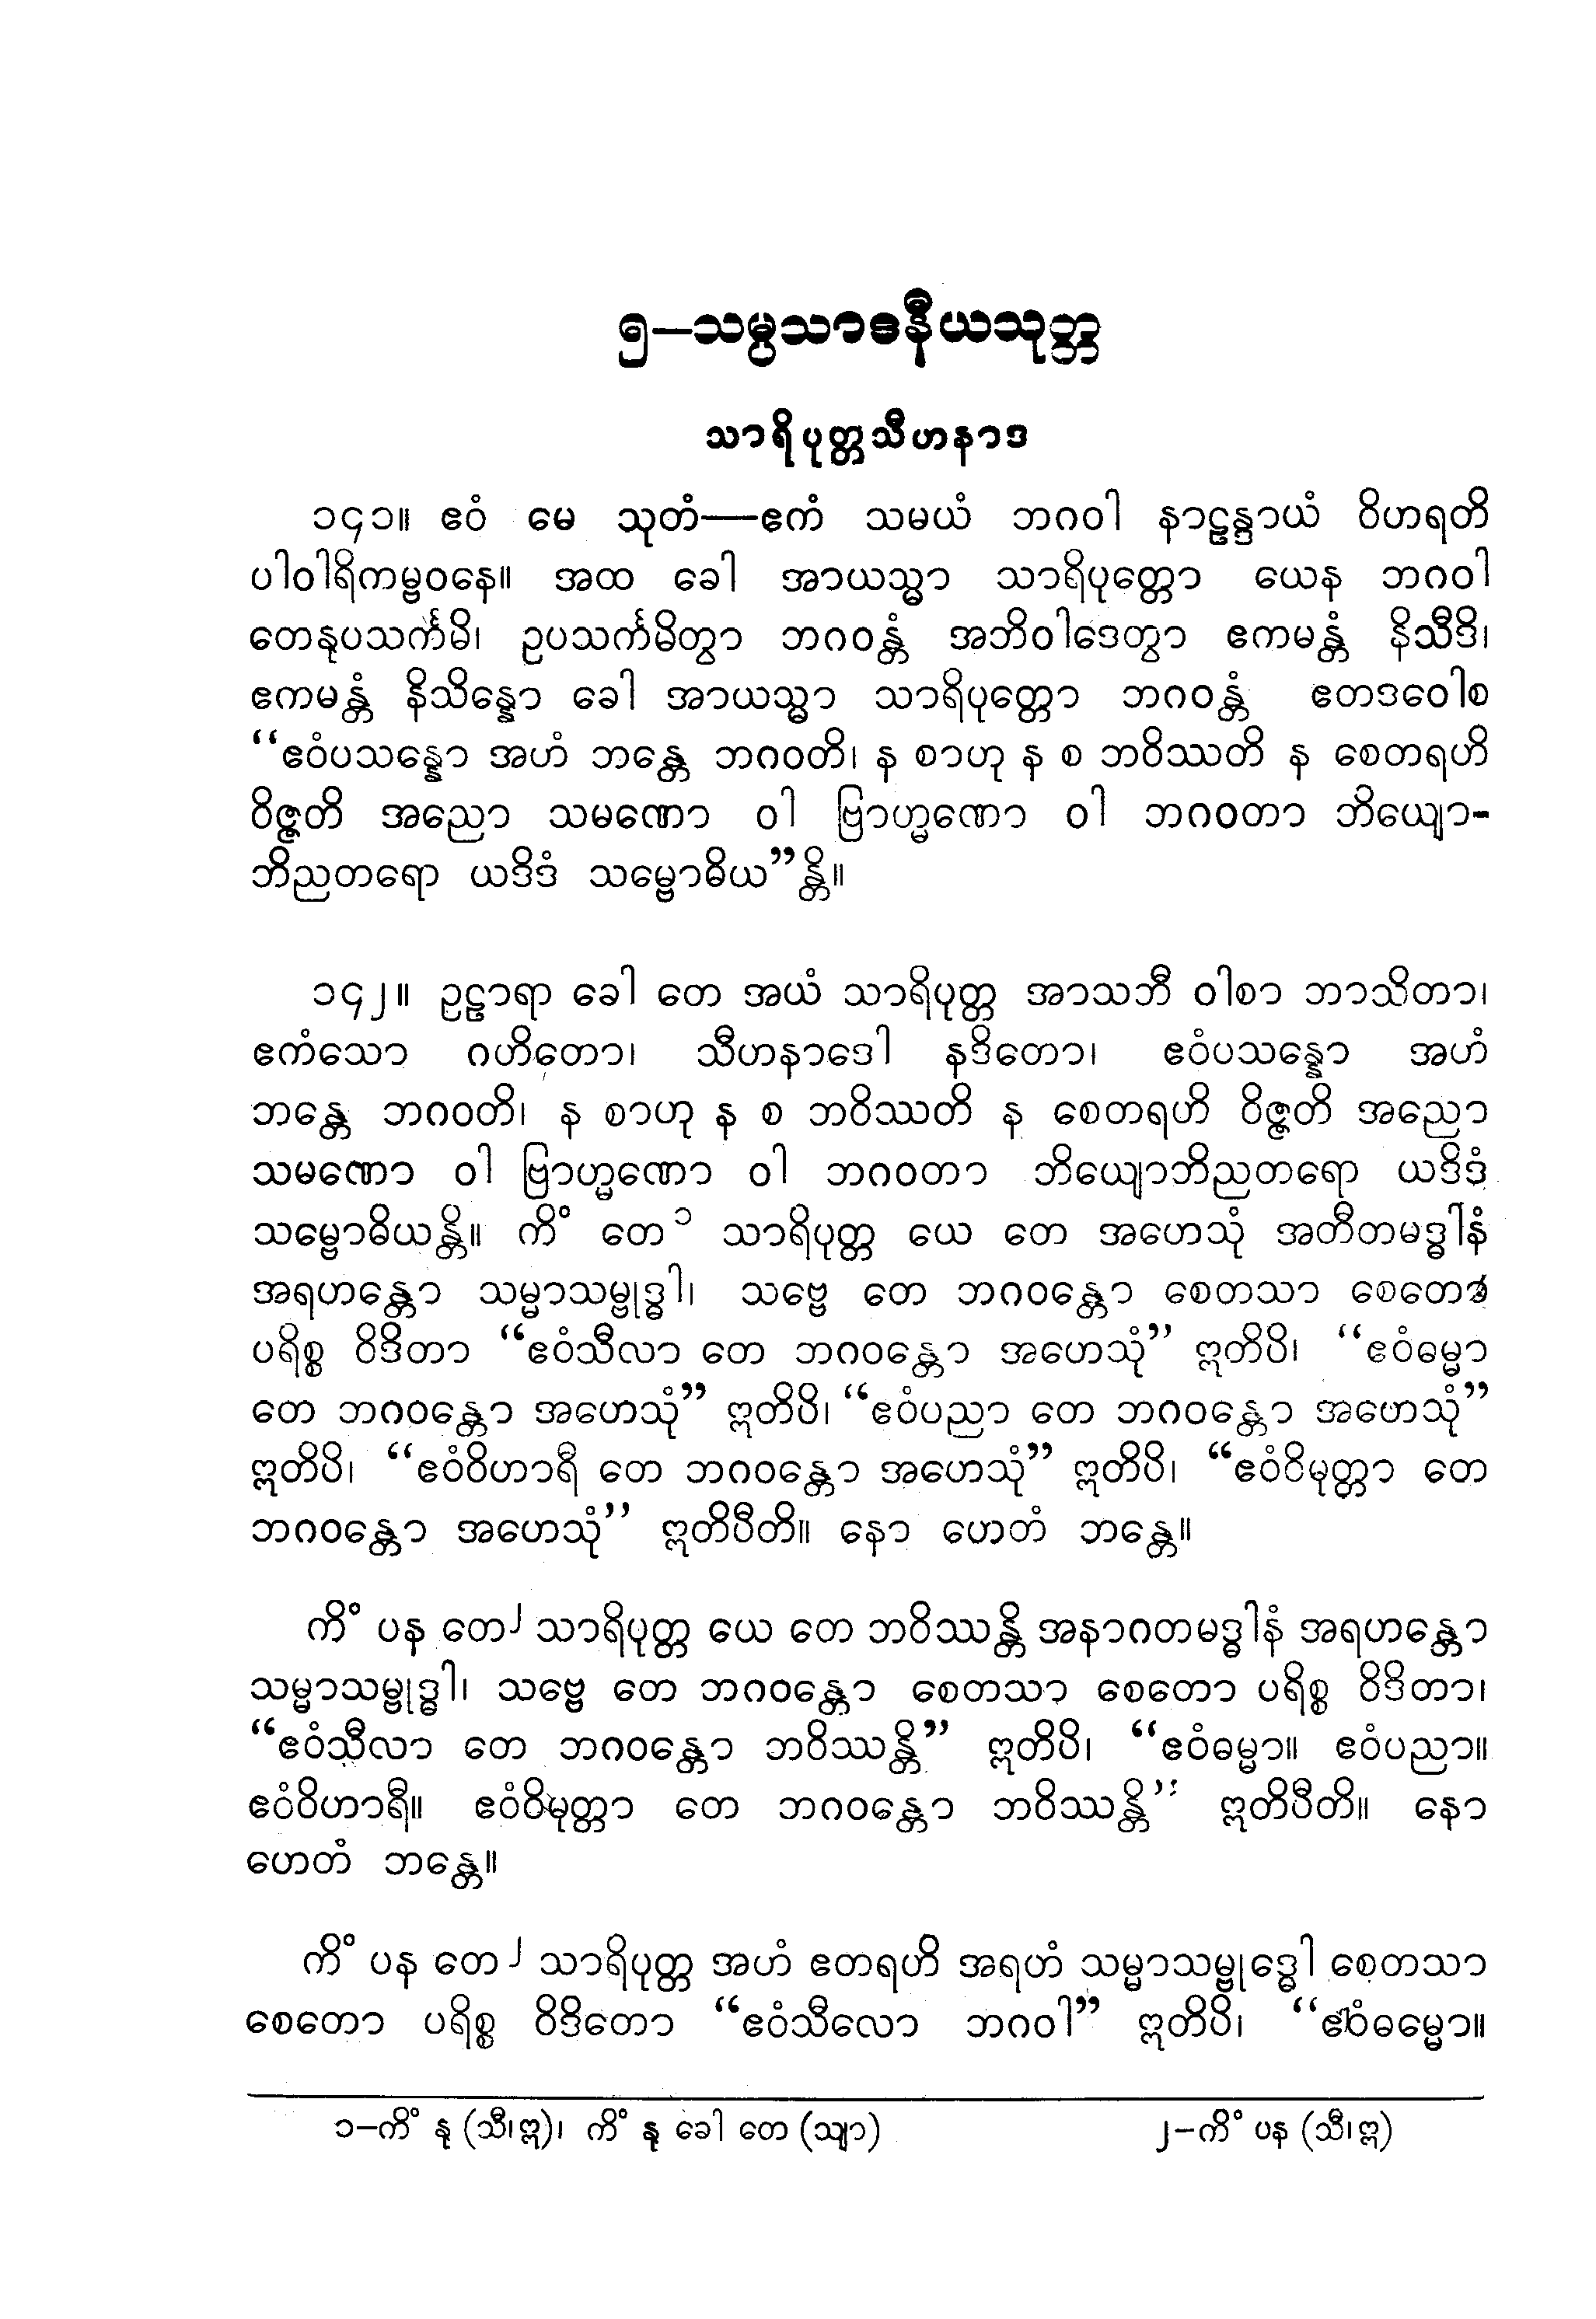 ၅—သမ္ပသာဒနီယသုတ္တ
သာရိပုတ္တသီဟနာဒ
၁၄၁။ ဧဝံ မေ သုတံ—ဧကံ သမယံ ဘဂဝါ နာဠန္ဒာယံ ဝိဟရတိ
ပါဝါရိကမ္ဗဝနေ။ အထ ခေါ အာယသ္မာ သာရိပုတ္တော ယေန ဘဂဝါ
တေနုပသင်္ကမိ၊ ဥပသင်္ကမိတွာ ဘဂဝန္တံ အဘိဝါဒေတွာ ဧကမန္တံ နိသီဒိ၊
ဧကမန္တံ နိသိန္နော ခေါ အာယသ္မာ သာရိပုတ္တော ဘဂဝန္တံ ဧတဒဝေါစ
“ဧဝံပသန္နော အဟံ ဘန္တေ ဘဂဝတိ၊ န စာဟု န စ ဘဝိဿတိ န စေတရဟိ
ဝိဇ္ဇတိ အညော သမဏော ဝါ ဗြာဟ္မဏော ဝါ ဘဂဝတာ ဘိယျော-
ဘိညတရော ယဒိဒံ သမ္ဗောဓိယ”န္တိ။
၁၄၂။ ဥဠာရာ ခေါ တေ အယံ သာရိပုတ္တ အာသဘီ ဝါစာ ဘာသိတာ၊
ဧကံသော ဂဟိတော၊ သီဟနာဒေါ နဒိတော၊ ဧဝံပသန္နော အဟံ
ဘန္တေ ဘဂဝတိ၊ န စာဟု န စ ဘဝိဿတိ န စေတရဟိ ဝိဇ္ဇတိ အညော
သမဏော ဝါ ဗြာဟ္မဏော ဝါ ဘဂဝတာ ဘိယျောဘိညတရော ယဒိဒံ
သမ္ဗောဓိယန္တိ။ ကိံ တေ ၁ သာရိပုတ္တ ယေ တေ အဟေသုံ အတီတမဒ္ဓါနံ
အရဟန္တော သမ္မာသမ္ဗုဒ္ဓါ၊ သဗ္ဗေ တေ ဘဂဝန္တော စေတသာ စေတော
ပရိစ္စ ဝိဒိတာ “ဧဝံသီလာ တေ ဘဂဝန္တော အဟေသုံ” ဣတိပိ၊ “ဧဝံဓမ္မာ
တေ ဘဂဝန္တော အဟေသုံ” ဣတိပိ၊ “ဧဝံပညာ တေ ဘဂဝန္တော အဟေသုံ”
ဣတိပိ၊ “ဧဝံဝိဟာရီ တေ ဘဂဝန္တော အဟေသုံ” ဣတိပိ၊ “ဧဝံဝိမုတ္တာ တေ
ဘဂဝန္တော အဟေသုံ” ဣတိပီတိ။ နော ဟေတံ ဘန္တေ။
ကိံ ပန တေ ၂ သာရိပုတ္တ ယေ တေ ဘဝိဿန္တိ အနာဂတမဒ္ဓါနံ အရဟန္တော
သမ္မာသမ္ဗုဒ္ဓါ၊ သဗ္ဗေ တေ ဘဂဝန္တော စေတသာ စေတော ပရိစ္စ ဝိဒိတာ၊
“ဧဝံသီလာ တေ ဘဂဝန္တော ဘဝိဿန္တိ” ဣတိပိ၊ “ဧဝံဓမ္မာ။ ဧဝံပညာ။
ဧဝံဝိဟာရီ။ ဧဝံဝိမုတ္တာ တေ ဘဂဝန္တော ဘဝိဿန္တိ” ဣတိပီတိ။ နော
ဟေတံ ဘန္တေ။
ကိံ ပန တေ ၂ သာရိပုတ္တ အဟံ ဧတရဟိ အရဟံ သမ္မာသမ္ဗုဒ္ဓေါ စေတသာ
စေတော ပရိစ္စ ဝိဒိတော “ဧဝံသီလော ဘဂဝါ” ဣတိပိ၊ “ဧဝံဓမ္မော။
၁–ကိံ နု (သီ၊ဣ)၊ ကိံ နု ခေါ တေ (သျာ) ၂–ကိံ ပန (သီ၊ဣ)